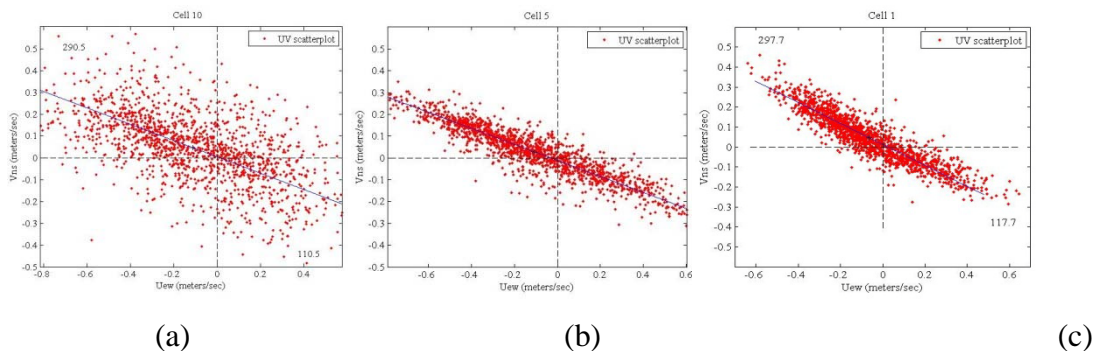 Cell 10
UV scatterplot
290.5
110.5
Vns (meters/sec)
0.5
0.4
0.3
0.2
0.1
0
-0.1
-0.2
-0.3
-0.4
-0.5
-0.8 -0.6 -0.4 -0.2 0 0.2 0.4
Uew (meters/sec)
(a)
Cell 5
UV scatterplot
Vns (meters/sec)
0.5
0.4
0.3
0.2
0.1
0
-0.1
-0.2
-0.3
-0.4
-0.5
-0.6 -0.4 -0.2 0 0.2 0.4 0.6
Uew (meters/sec)
(b)
Cell 1
UV scatterplot
297.7
117.7
Vns (meters/sec)
0.5
0.4
0.3
0.2
0.1
0
-0.1
-0.2
-0.3
-0.4
-0.5
-0.6 -0.4 -0.2 0 0.2 0.4 0.6
Uew (meters/sec)
(c)